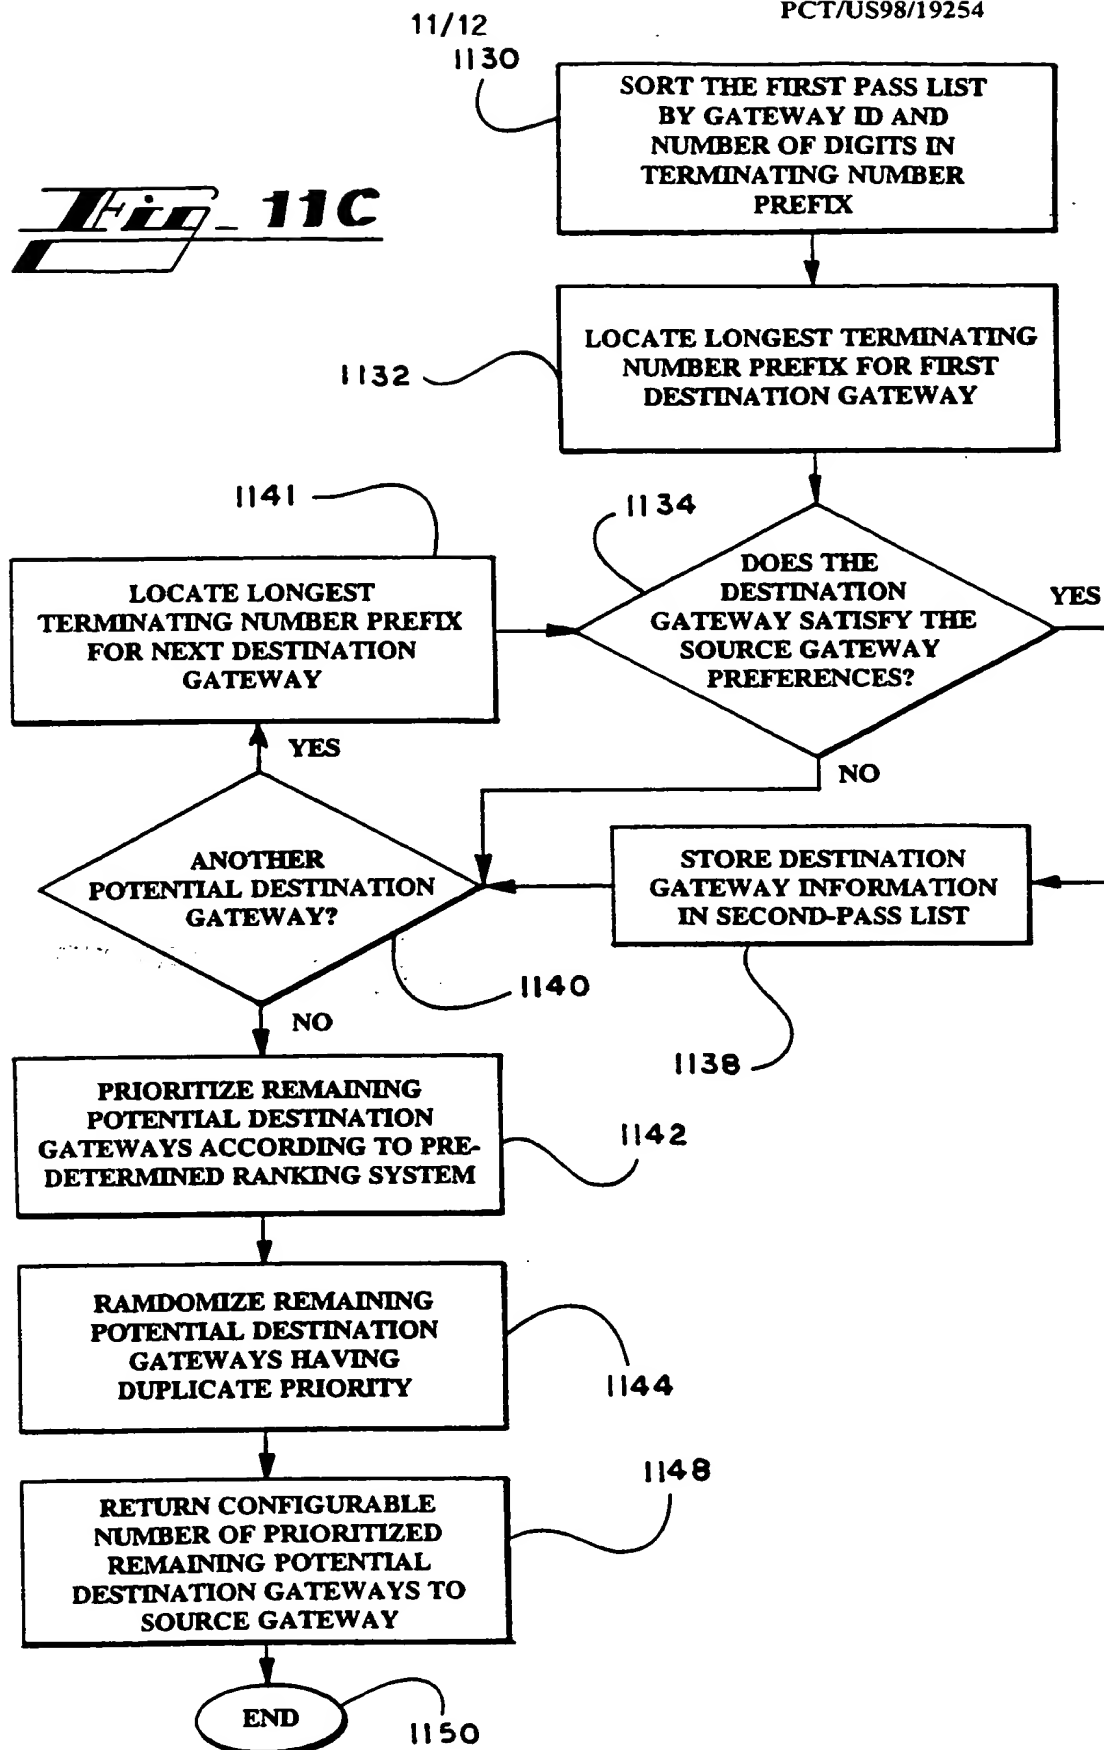 PCT/US98/19254
11/12
1130
SORT THE FIRST PASS LIST
BY GATEWAY ID AND
NUMBER OF DIGITS IN
TERMINATING NUMBER
PREFIX
Fig_ 11C
1132
LOCATE LONGEST TERMINATING
NUMBER PREFIX FOR FIRST
DESTINATION GATEWAY
1141
1134
LOCATE LONGEST
TERMINATING NUMBER PREFIX
FOR NEXT DESTINATION
GATEWAY
DOES THE
DESTINATION
GATEWAY SATISFY THE
SOURCE GATEWAY
PREFERENCES?
YES
YES
NO
ANOTHER
POTENTIAL DESTINATION
GATEWAY?
STORE DESTINATION
GATEWAY INFORMATION
IN SECOND-PASS LIST
1140
NO
1138
PRIORITIZE REMAINING
POTENTIAL DESTINATION
GATEWAYS ACCORDING TO PRE-
DETERMINED RANKING SYSTEM
1142
RAMDOMIZE REMAINING
POTENTIAL DESTINATION
GATEWAYS HAVING
DUPLICATE PRIORITY
1144
1148
RETURN CONFIGURABLE
NUMBER OF PRIORITIZED
REMAINING POTENTIAL
DESTINATION GATEWAYS TO
SOURCE GATEWAY
END
1150